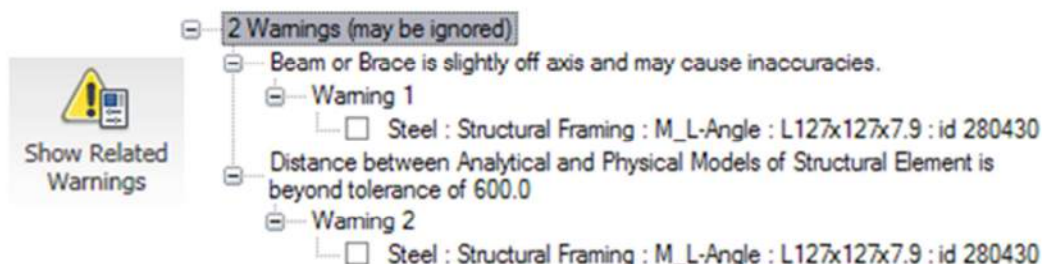 2 Warnings (may be ignored)
Beam or Brace is slightly off axis and may cause inaccuracies.
Warning 1
Steel : Structural Framing : M_L-Angle : L127x127x7.9 : id 280430
Show Related
Warnings
Distance between Analytical and Physical Models of Structural Element is
beyond tolerance of 600.0
Warning 2
Steel : Structural Framing : M_L-Angle : L127x127x7.9 : id 280430